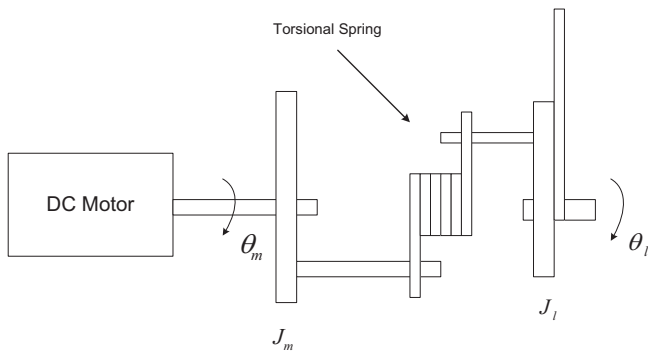 Torsional Spring
DC Motor
θm
θl
Jm
Jl